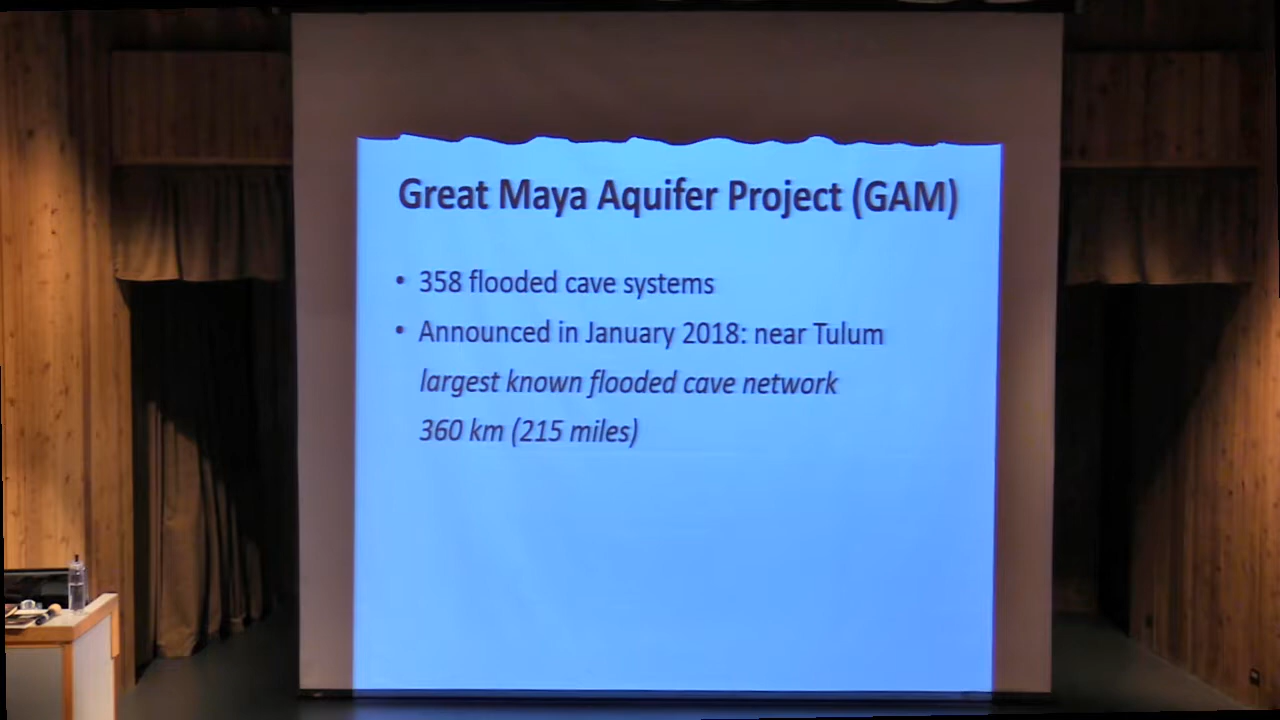 Great Maya Aquifer Project (GAM)
• 358 flooded cave systems
• Announced in January 2018: near Tulum
largest known flooded cave network
360 km (215 miles)